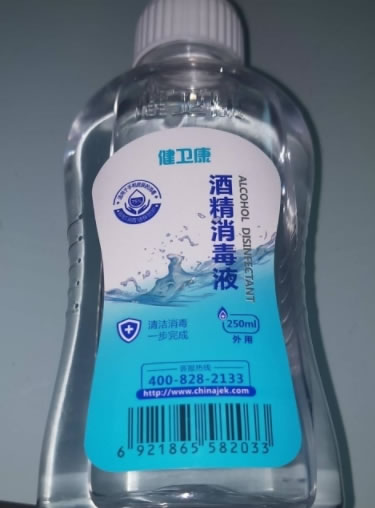 健卫康
酒精消毒液
ALCOHOL DISINFECTANT
清洁消毒
一步完成
250ml
外用
客服热线
400-828-2133
http://www.chinajek.com
6 921865 582033